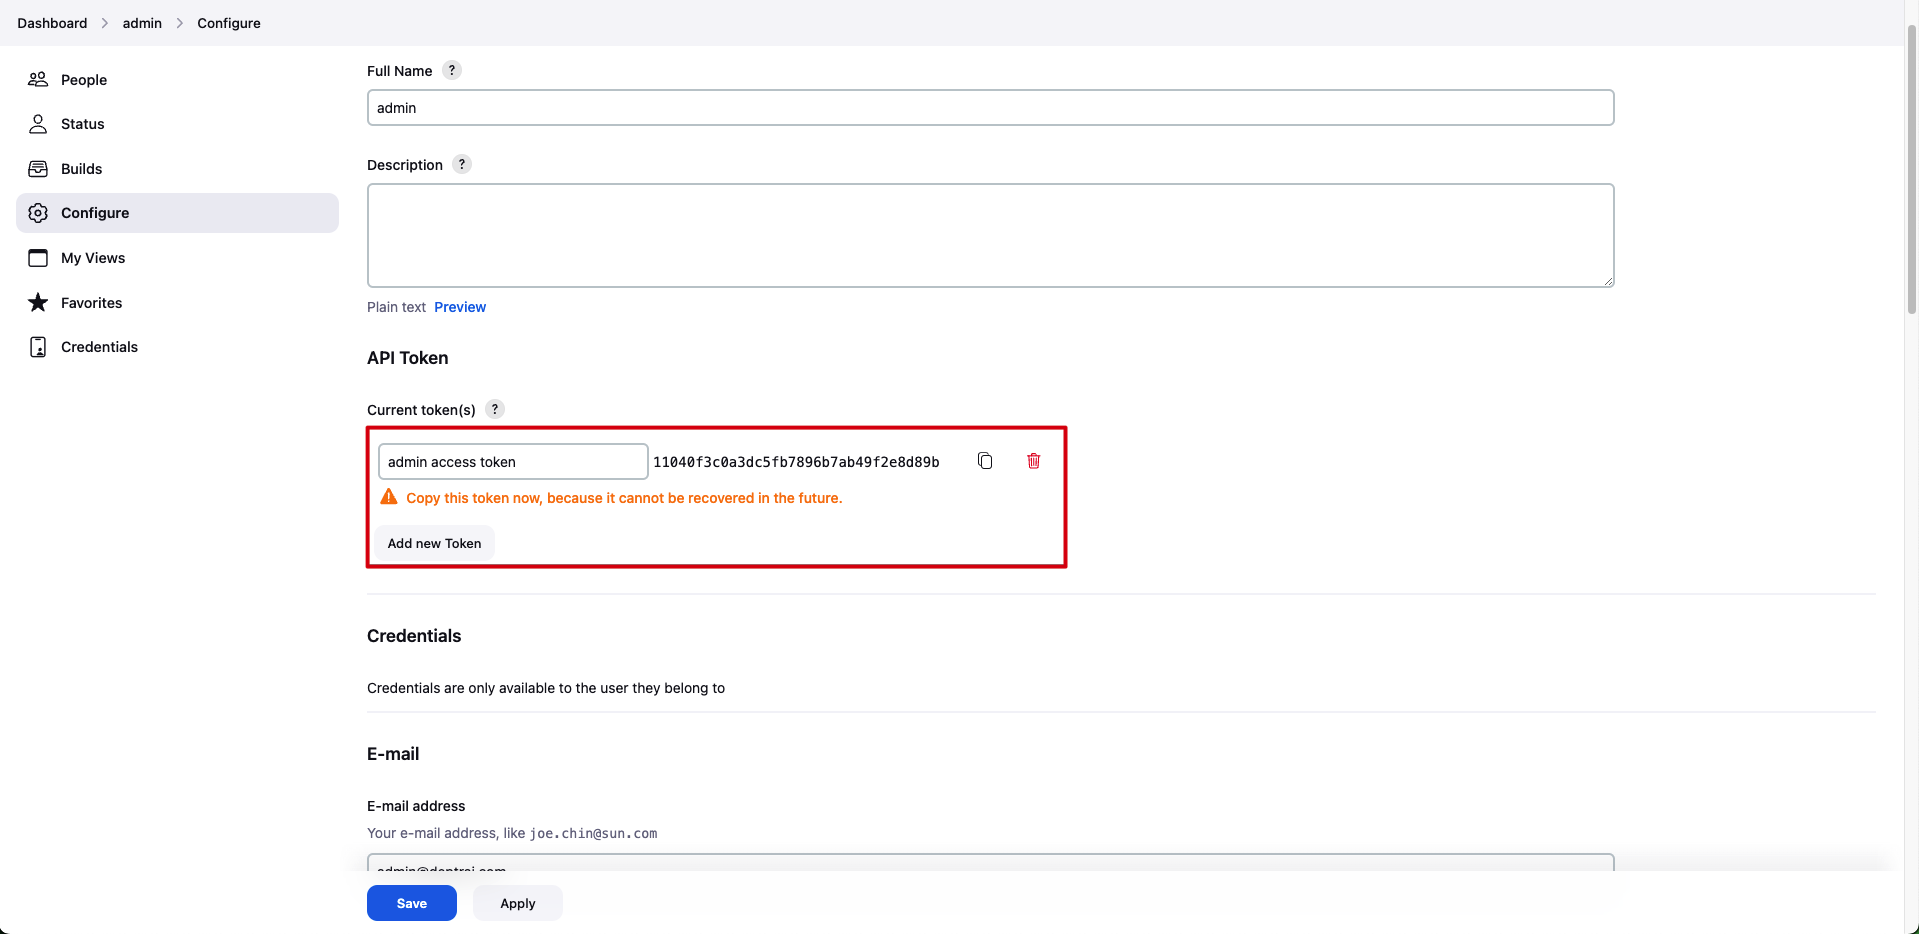 Dashboard > admin > Configure
People
Status
Builds
Configure
My Views
Favorites
Credentials
Full Name ?
admin
Description ?
Plain text Preview
API Token
Current token(s) ?
admin access token 11040f3c0a3dc5fb7896b7ab49f2e8d89b
Copy this token now, because it cannot be recovered in the future.
Add new Token
Credentials
Credentials are only available to the user they belong to
E-mail
E-mail address
Your e-mail address, like joe.chin@sun.com
Save Apply